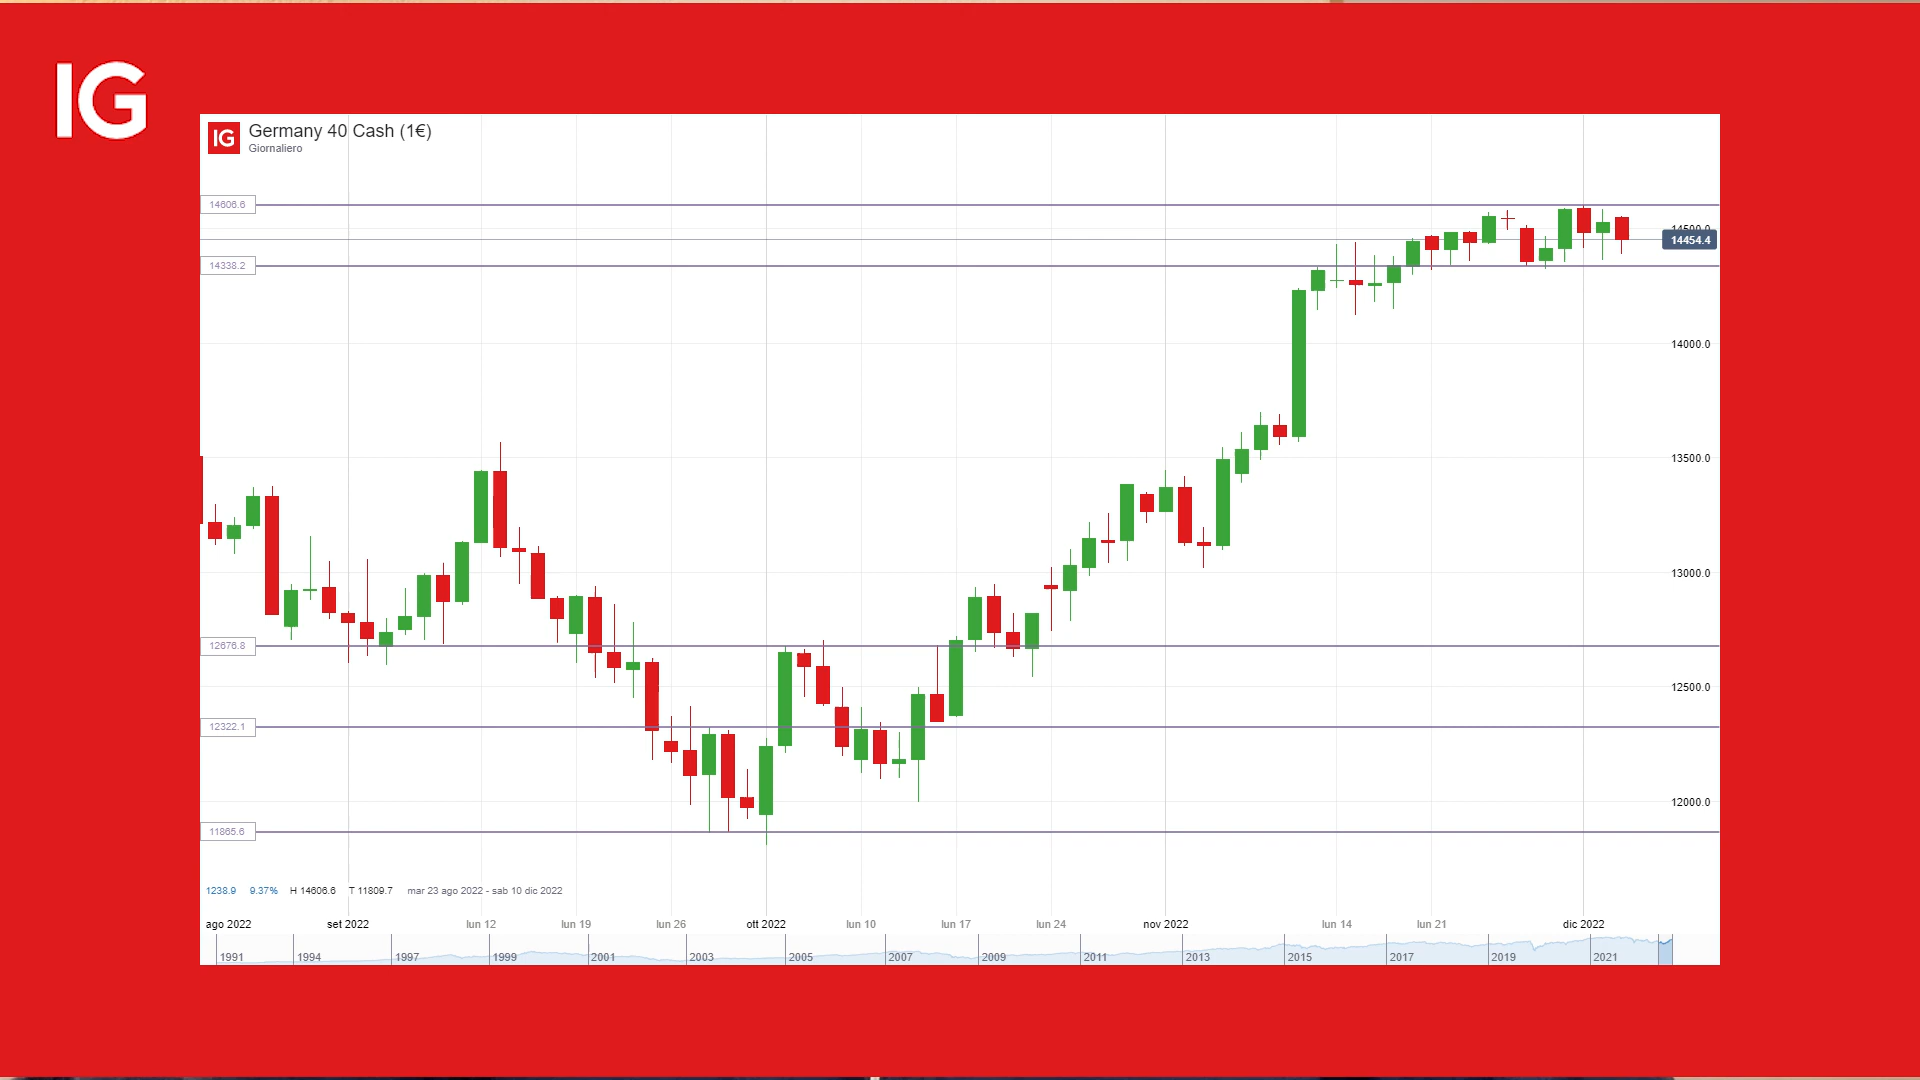 IG
IG
Germany 40 Cash (1€)
Giornaliero
14606.6
14500.0
14454.4
14338.2
14000.0
13500.0
13000.0
12676.8
12500.0
12322.1
12000.0
11865.6
1238.9 9.37% H 14606.6 T 11809.7 mar 23 ago 2022 - sab 10 dic 2022
ago 2022 set 2022 lun 12 lun 19 lun 26 ott 2022 lun 10 lun 17 lun 24 nov 2022 lun 14 lun 21 dic 2022
1991 1994 1997 1999 2001 2003 2005 2007 2009 2011 2013 2015 2017 2019 2021